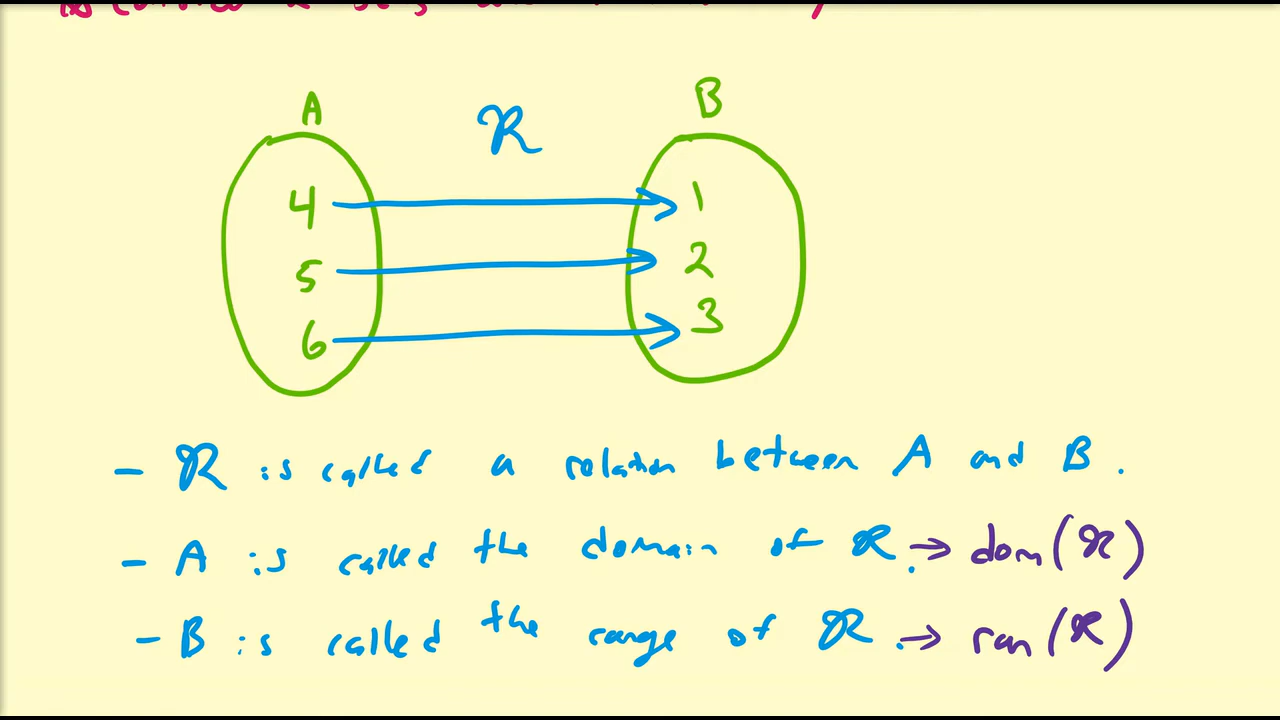 A B
ℛ
4 1
5 2
6 3
- ℛ is called a relation between A and B.
- A is called the domain of ℛ. → dom(ℛ)
- B is called the range of ℛ. → ran(ℛ)